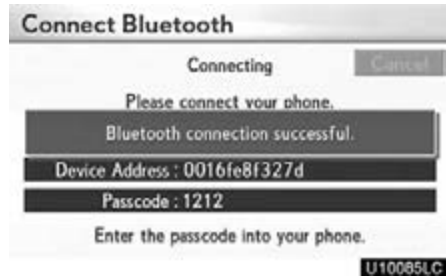 Connect Bluetooth
Connecting
Cancel
Please connect your phone.
Bluetooth connection successful.
Device Address : 0016fe8f327d
Passcode : 1212
Enter the passcode into your phone.
U10085LC